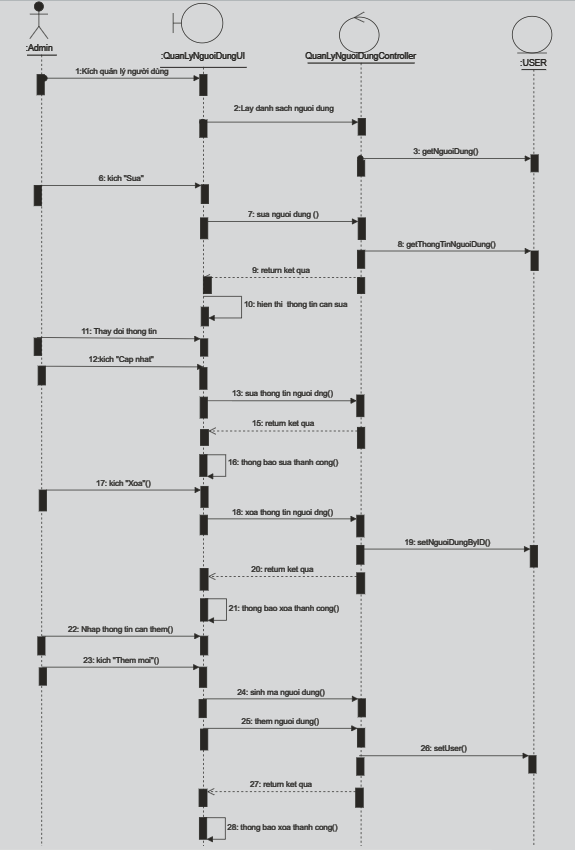 :Admin
:QuanLyNguoiDungUI
QuanLyNguoiDungController
:USER
1:Kích quản lý người dùng
2:Lay danh sach nguoi dung
3: getNguoiDung()
6: kich "Sua"
7: sua nguoi dung ()
8: getThongTinNguoiDung()
9: return ket qua
10: hien thi thong tin can sua
11: Thay doi thong tin
12:kich "Cap nhat"
13: sua thong tin nguoi dng()
15: return ket qua
16: thong bao sua thanh cong()
17: kich "Xoa"()
18: xoa thong tin nguoi dng()
19: setNguoiDungByID()
20: return ket qua
21: thong bao xoa thanh cong()
22: Nhap thong tin can them()
23: kich "Them moi"()
24: sinh ma nguoi dung()
25: them nguoi dung()
26: setUser()
27: return ket qua
28: thong bao xoa thanh cong()